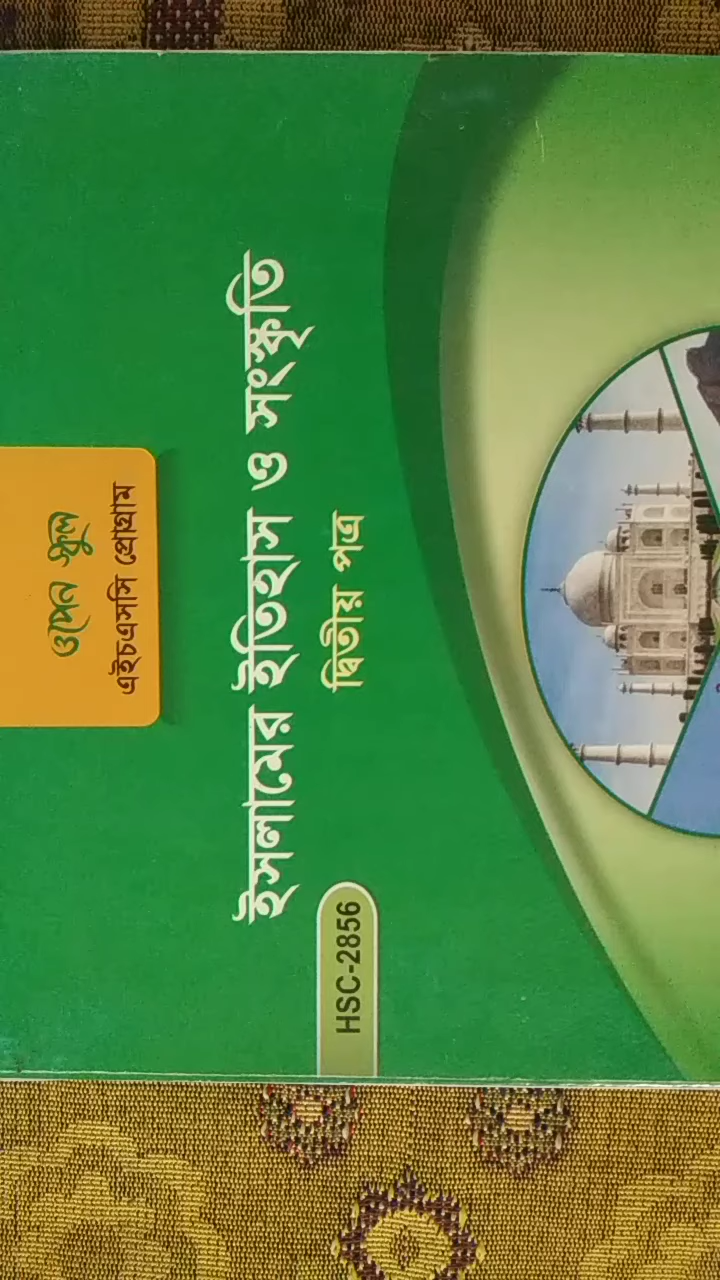 ওপেন স্কুল
এইচএসসি প্রোগ্রাম
ইসলামের ইতিহাস ও সংস্কৃতি
দ্বিতীয় পত্র
HSC-2856